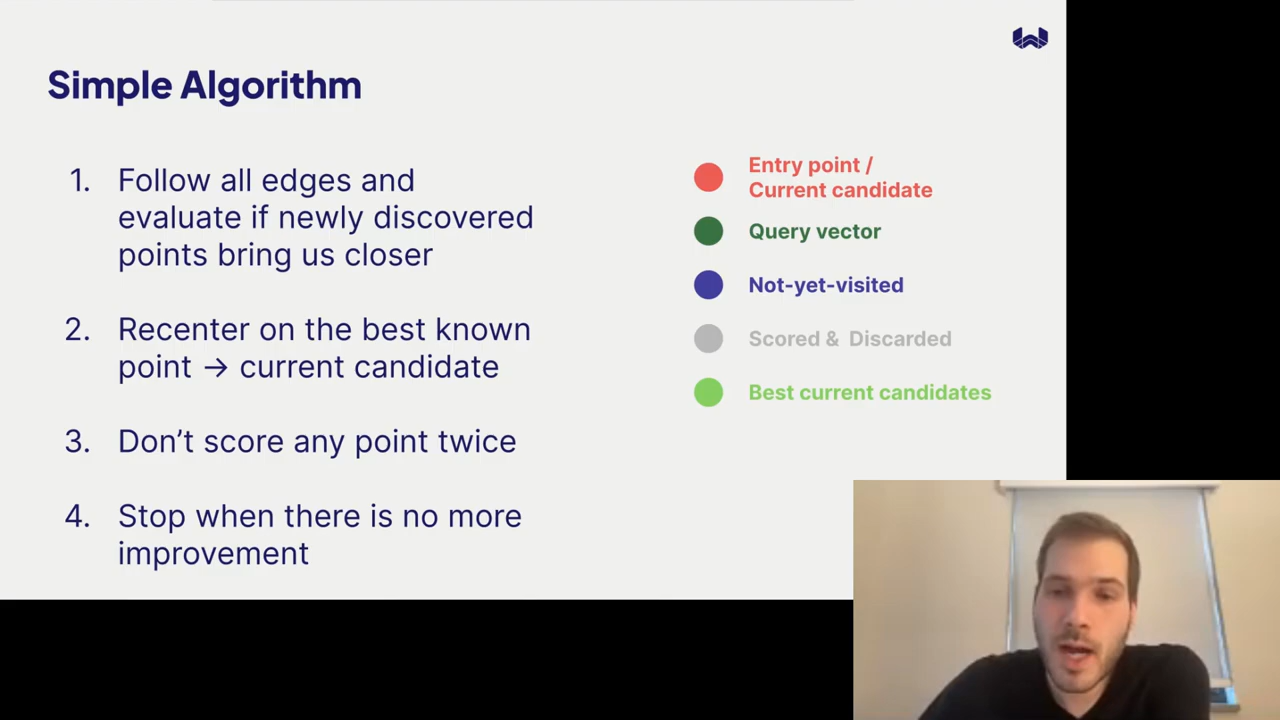 Simple Algorithm
1. Follow all edges and
evaluate if newly discovered
points bring us closer
2. Recenter on the best known
point → current candidate
3. Don’t score any point twice
4. Stop when there is no more
improvement
Entry point /
Current candidate
Query vector
Not-yet-visited
Scored & Discarded
Best current candidates